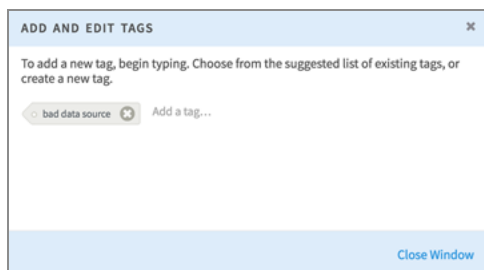 ADD AND EDIT TAGS
To add a new tag, begin typing. Choose from the suggested list of existing tags, or
create a new tag.
bad data source Add a tag...
Close Window